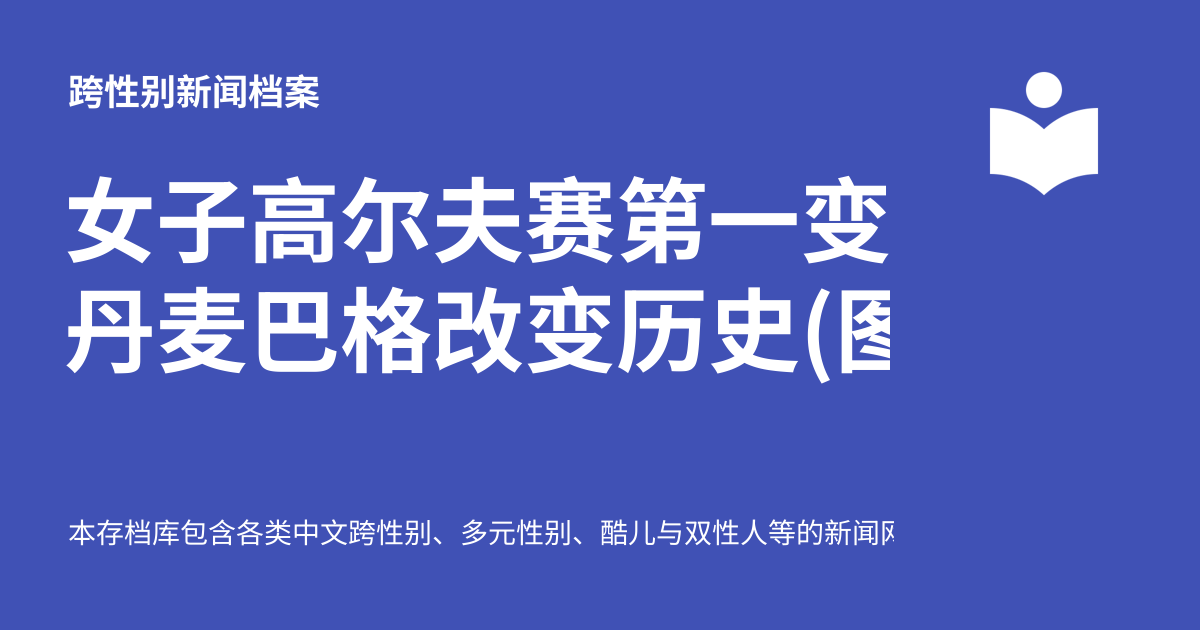 跨性别新闻档案
女子高尔夫赛第一变
丹麦巴格改变历史(图
本存档库包含各类中文跨性别、多元性别、酷儿与双性人等的新闻网